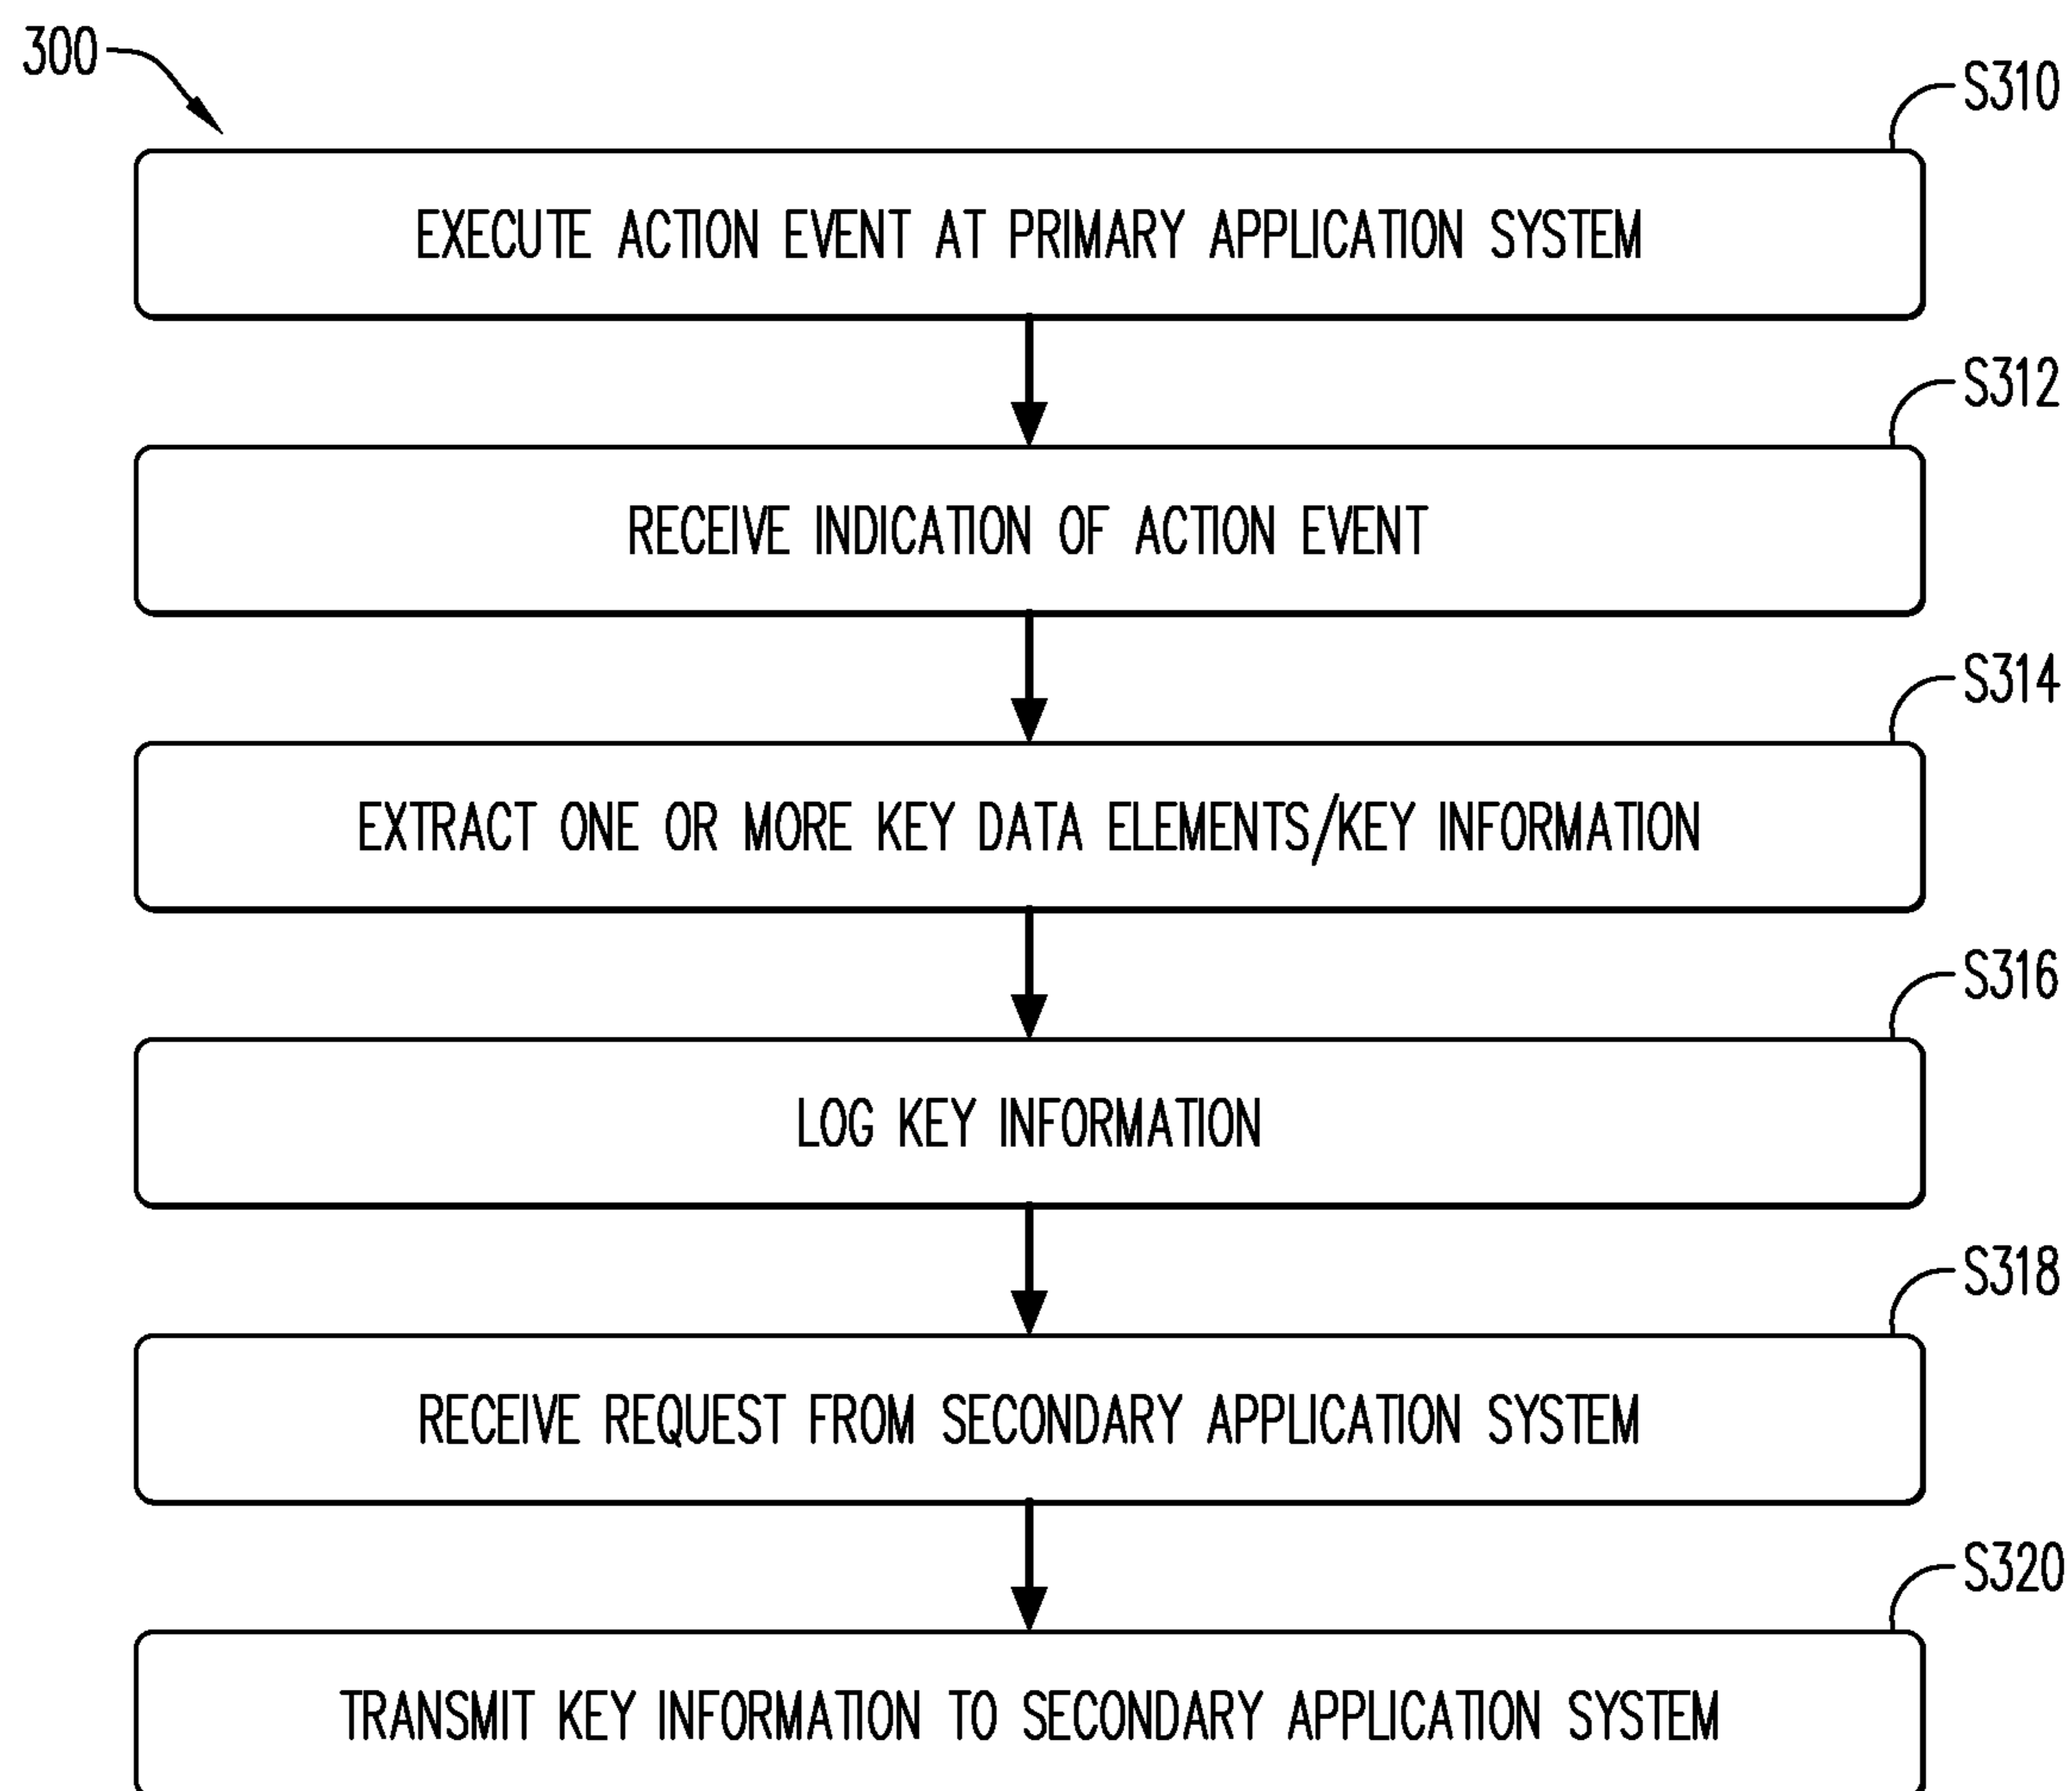 300
S310
EXECUTE ACTION EVENT AT PRIMARY APPLICATION SYSTEM
S312
RECEIVE INDICATION OF ACTION EVENT
S314
EXTRACT ONE OR MORE KEY DATA ELEMENTS/KEY INFORMATION
S316
LOG KEY INFORMATION
S318
RECEIVE REQUEST FROM SECONDARY APPLICATION SYSTEM
S320
TRANSMIT KEY INFORMATION TO SECONDARY APPLICATION SYSTEM